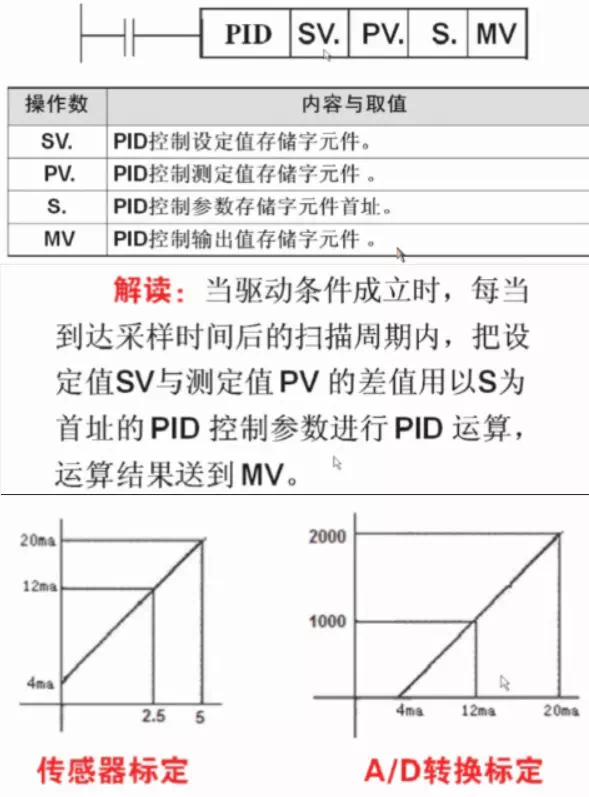 PID SV. PV. S. MV
操作数 内容与取值
SV. PID控制设定值存储字元件。
PV. PID控制测定值存储字元件 。
S. PID控制参数存储字元件首址。
MV PID控制输出值存储字元件 。
解读：当驱动条件成立时，每当
到达采样时间后的扫描周期内，把设
定值SV与测定值 PV 的差值用以S为
首址的 PID 控制参数进行 PID 运算，
运算结果送到 MV。
20ma
12ma
4ma
2.5 5
传感器标定
2000
1000
4ma 12ma 20ma
A/D转换标定